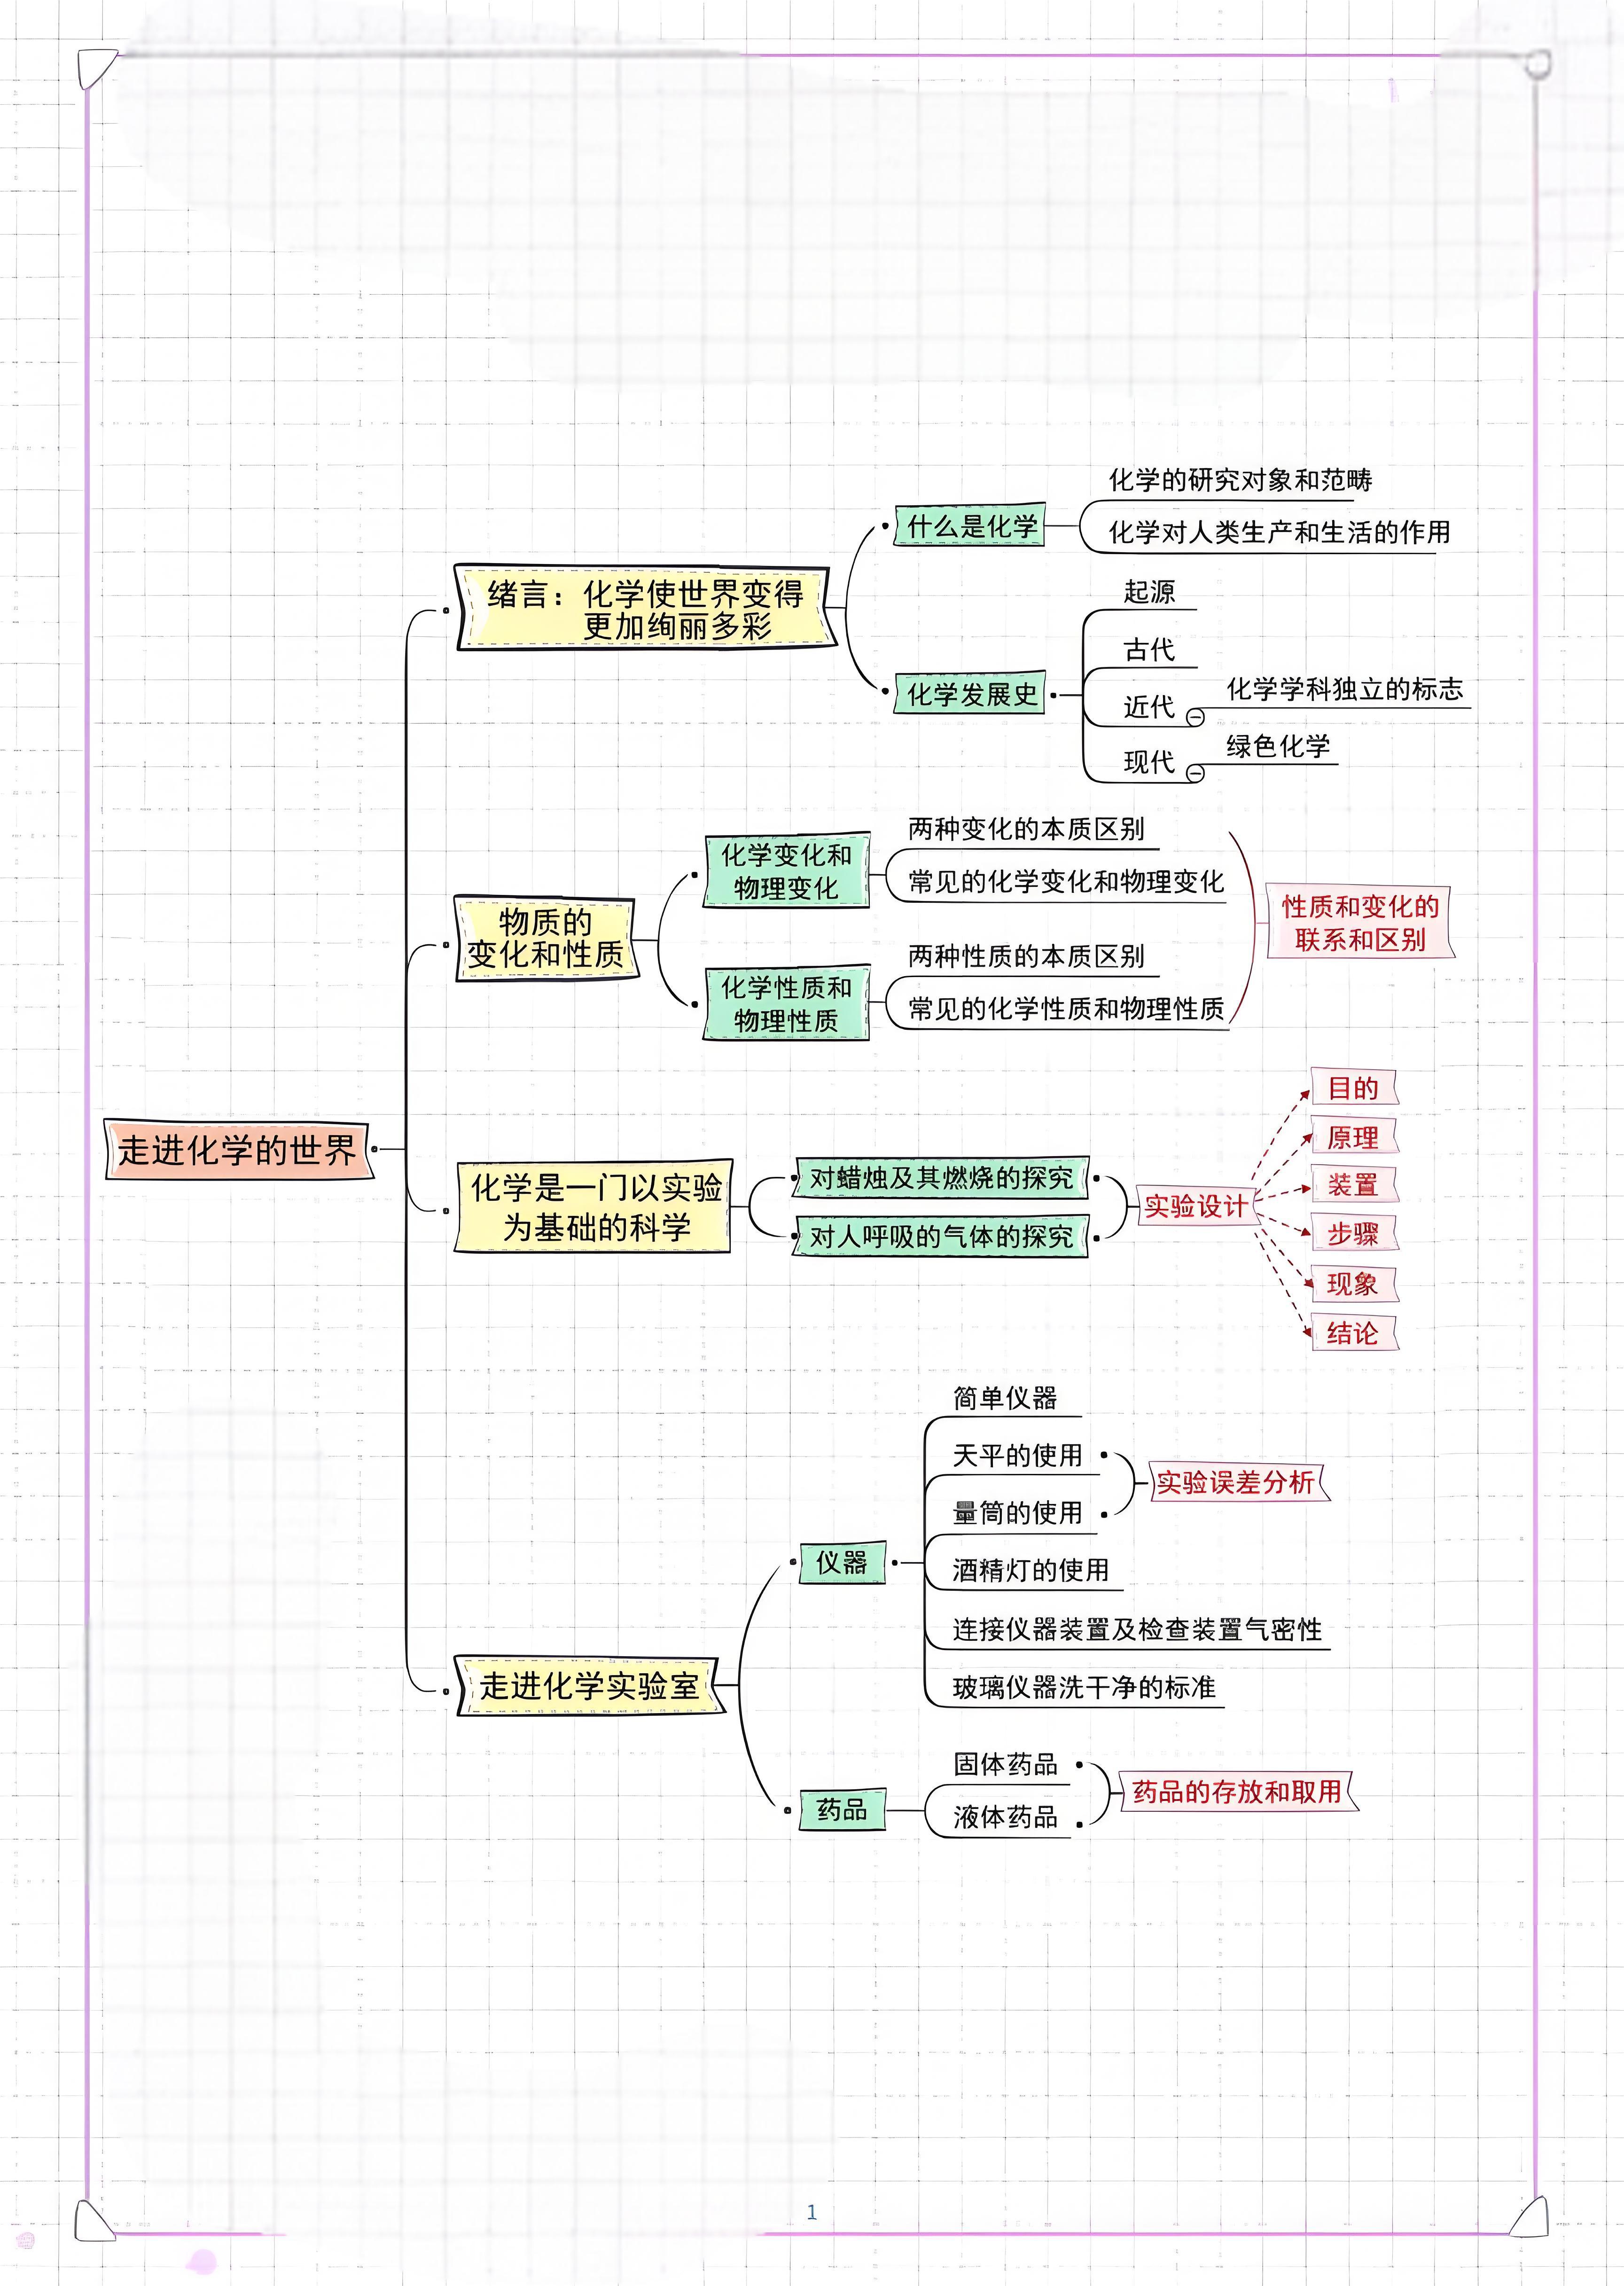 化学的研究对象和范畴
什么是化学
化学对人类生产和生活的作用
绪言：化学使世界变得
更加绚丽多彩
起源
古代
化学发展史
近代
化学学科独立的标志
现代
绿色化学
两种变化的本质区别
化学变化和
物理变化
常见的化学变化和物理变化
物质的
变化和性质
性质和变化的
联系和区别
两种性质的本质区别
化学性质和
物理性质
常见的化学性质和物理性质
走进化学的世界
化学是一门以实验
为基础的科学
对蜡烛及其燃烧的探究
对人呼吸的气体的探究
实验设计
目的
原理
装置
步骤
现象
结论
简单仪器
天平的使用
实验误差分析
量筒的使用
仪器
酒精灯的使用
连接仪器装置及检查装置气密性
玻璃仪器洗干净的标准
走进化学实验室
固体药品
药品的存放和取用
药品
液体药品
1